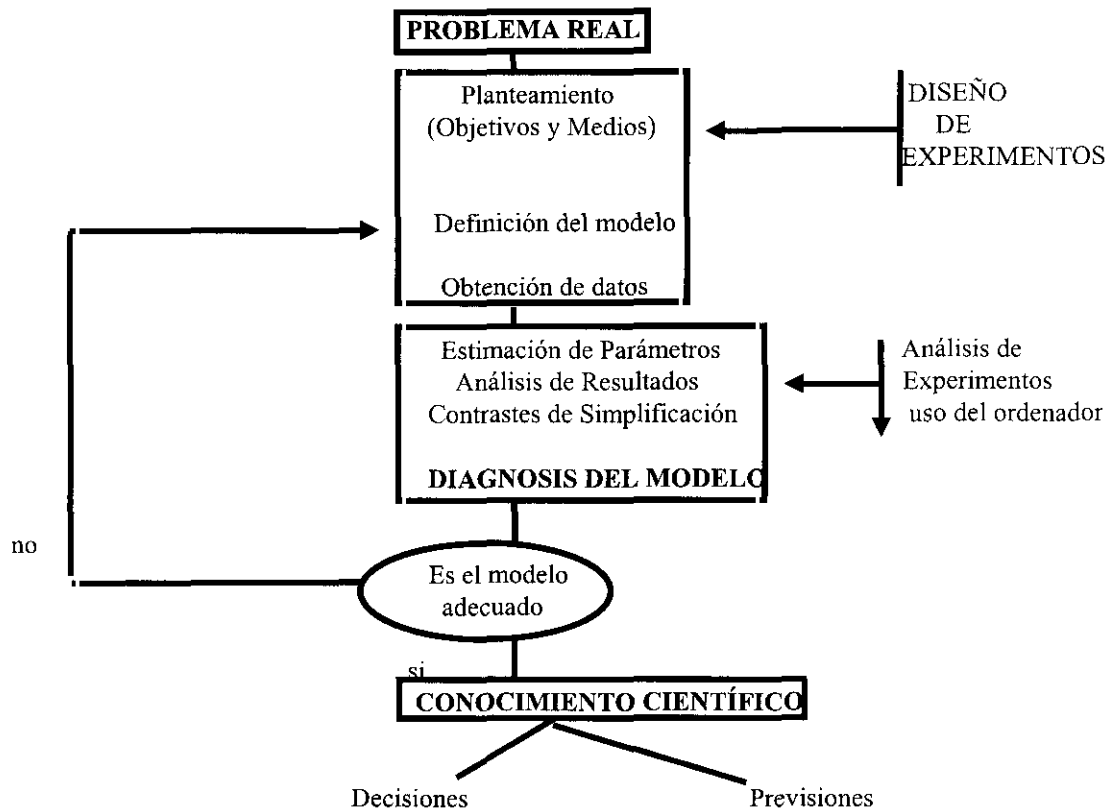 PROBLEMA REAL
Planteamiento
(Objetivos y Medios)
DISEÑO
DE
EXPERIMENTOS
Definición del modelo
Obtención de datos
Estimación de Parámetros
Análisis de Resultados
Contrastes de Simplificación
DIAGNOSIS DEL MODELO
Análisis de
Experimentos
uso del ordenador
no
Es el modelo
adecuado
si
CONOCIMIENTO CIENTÍFICO
Decisiones
Previsiones